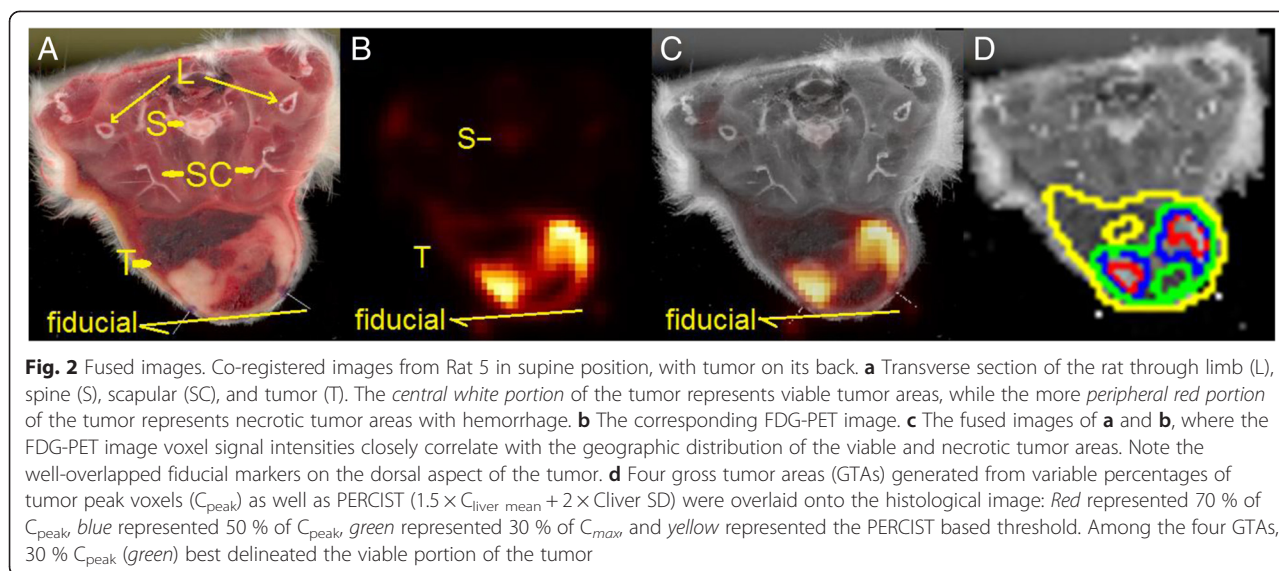 A
B
C
D
L
S
S
SC
T
T
fiducial
fiducial
fiducial
Fig. 2 Fused images. Co-registered images from Rat 5 in supine position, with tumor on its back. a Transverse section of the rat through limb (L),
spine (S), scapular (SC), and tumor (T). The central white portion of the tumor represents viable tumor areas, while the more peripheral red portion
of the tumor represents necrotic tumor areas with hemorrhage. b The corresponding FDG-PET image. c The fused images of a and b, where the
FDG-PET image voxel signal intensities closely correlate with the geographic distribution of the viable and necrotic tumor areas. Note the
well-overlapped fiducial markers on the dorsal aspect of the tumor. d Four gross tumor areas (GTAs) generated from variable percentages of
tumor peak voxels (Cpeak) as well as PERCIST (1.5 × Cliver mean + 2 × Cliver SD) were overlaid onto the histological image: Red represented 70 % of
Cpeak, blue represented 50 % of Cpeak, green represented 30 % of Cmax, and yellow represented the PERCIST based threshold. Among the four GTAs,
30 % Cpeak (green) best delineated the viable portion of the tumor